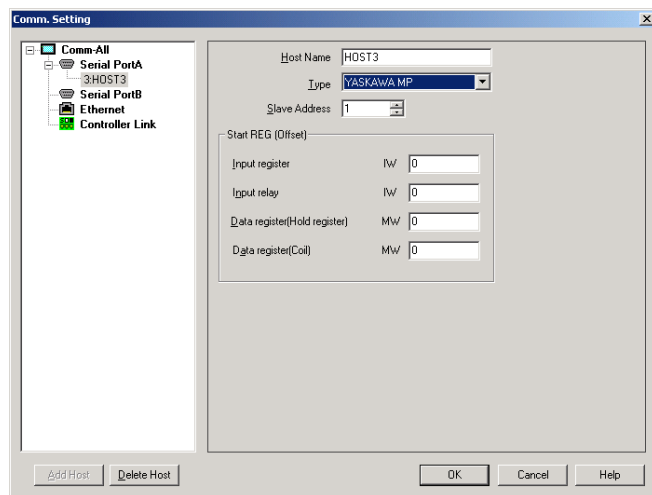 Comm. Setting
Comm-All
Serial PortA
3:HOST3
Serial PortB
Ethernet
Controller Link
Host Name HOST3
Type YASKAWA MP
Slave Address 1
Start REG (Offset)
Input register IW 0
Input relay IW 0
Data register(Hold register) MW 0
Data register(Coil) MW 0
Add Host Delete Host OK Cancel Help